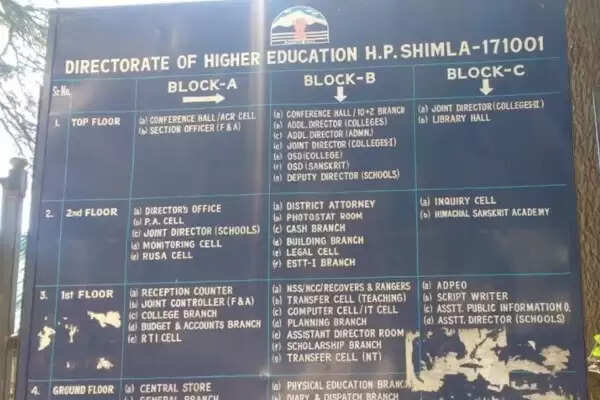 DIRECTORATE OF HIGHER EDUCATION H.P. SHIMLA-171001
Sr.No. BLOCK-A BLOCK-B BLOCK-C
1. TOP FLOOR
(a) CONFERENCE HALL/ACR CELL
(b) SECTION OFFICER (F & A)
(a) CONFERENCE HALL/10+2 BRANCH
(b) ADDL. DIRECTOR (COLLEGES)
(c) ADDL. DIRECTOR (ADMN.)
(d) JOINT DIRECTOR (COLLEGES-I)
(e) OSD (COLLEGE)
(f) OSD (SANSKRIT)
(g) DEPUTY DIRECTOR (SCHOOLS)
(a) JOINT DIRECTOR (COLLEGES-II)
(b) LIBRARY HALL
2. 2nd FLOOR
(a) DIRECTOR'S OFFICE
(b) P.A. CELL
(c) JOINT DIRECTOR (SCHOOLS)
(d) MONITORING CELL
(e) RUSA CELL
(a) DISTRICT ATTORNEY
(b) PHOTOSTAT ROOM
(c) CASH BRANCH
(d) BUILDING BRANCH
(e) LEGAL CELL
(f) ESTT-I BRANCH
(a) INQUIRY CELL
(b) HIMACHAL SANSKRIT ACADEMY
3. 1st FLOOR
(a) RECEPTION COUNTER
(b) JOINT CONTROLLER (F & A)
(c) COLLEGE BRANCH
(d) BUDGET & ACCOUNTS BRANCH
(e) RTI CELL
(a) NSS/NCC/RECOVERS & RANGERS
(b) TRANSFER CELL (TEACHING)
(c) COMPUTER CELL/IT CELL
(d) PLANNING BRANCH
(e) ASSISTANT DIRECTOR ROOM
(f) SCHOLARSHIP BRANCH
(g) TRANSFER CELL (NT)
(a) ADPEO
(b) SCRIPT WRITER
(c) ASSTT. PUBLIC INFORMATION O.
(d) ASSTT. DIRECTOR (SCHOOLS)
4. GROUND FLOOR
(a) CENTRAL STORE
(b) GENERAL BRANCH
(a) PHYSICAL EDUCATION BRANCH
(b) DIARY & DISPATCH BRANCH